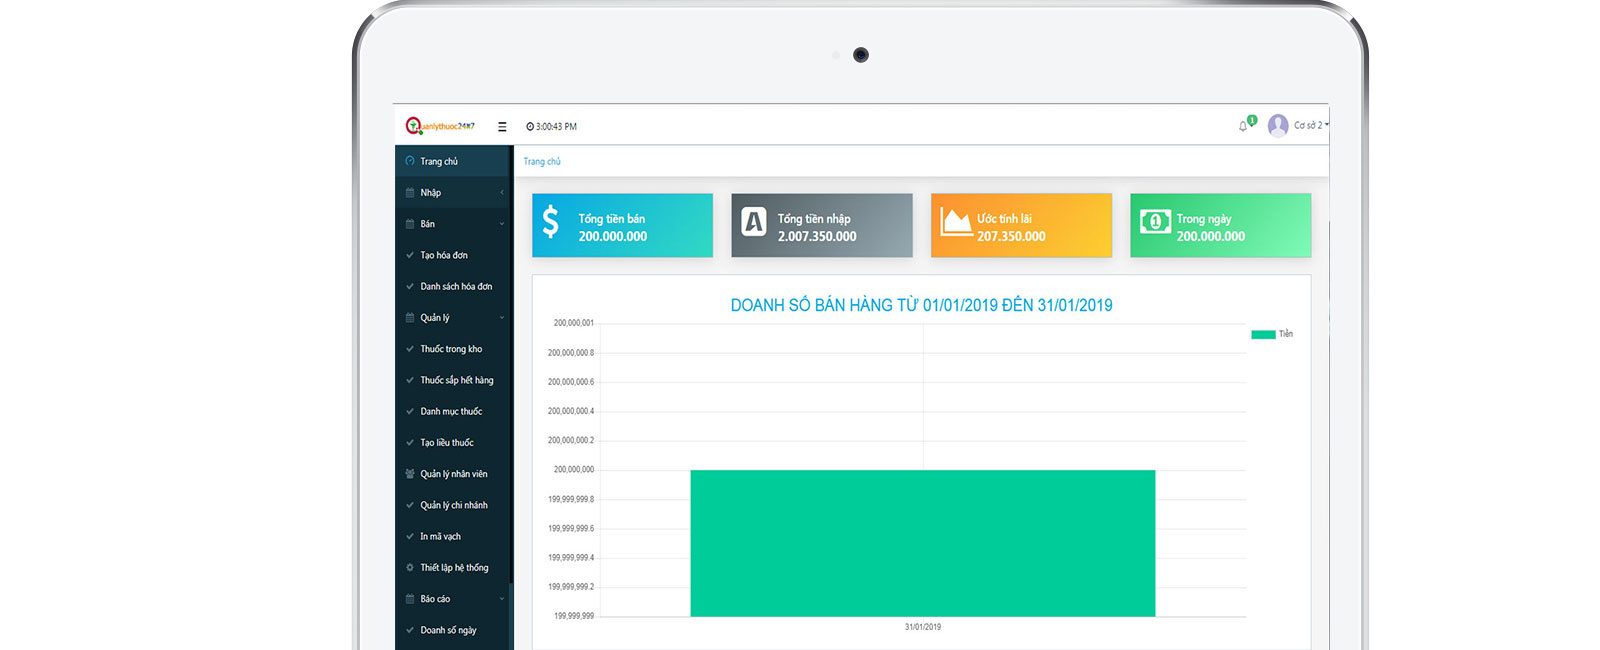 Quanlythuoc24h7
3:00:43 PM
1
Cơ sở 2
Trang chủ
Nhập
Bán
Tạo hóa đơn
Danh sách hóa đơn
Quản lý
Thuốc trong kho
Thuốc sắp hết hàng
Danh mục thuốc
Tạo liều thuốc
Quản lý nhân viên
Quản lý chi nhánh
In mã vạch
Thiết lập hệ thống
Báo cáo
Doanh số ngày
Trang chủ
Tổng tiền bán
200.000.000
Tổng tiền nhập
2.007.350.000
Ước tính lãi
207.350.000
Trong ngày
200.000.000
DOANH SỐ BÁN HÀNG TỪ 01/01/2019 ĐẾN 31/01/2019
Tiền
200,000,001
200,000,000.8
200,000,000.6
200,000,000.4
200,000,000.2
200,000,000
199,999,999.8
199,999,999.6
199,999,999.4
199,999,999.2
199,999,999
31/01/2019